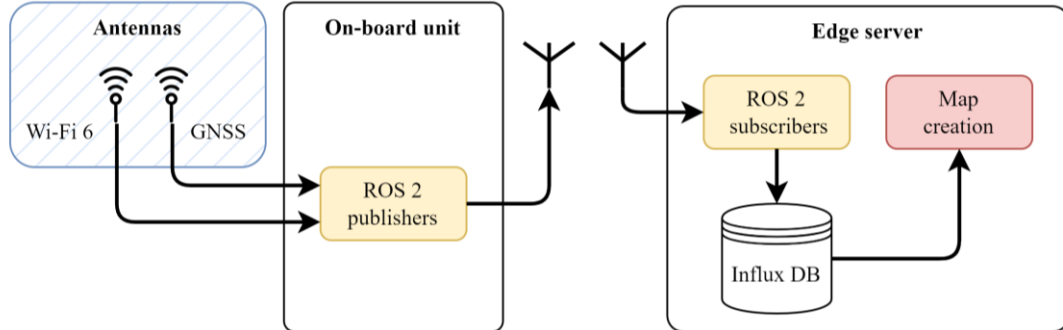 Antennas
Wi-Fi 6
GNSS
On-board unit
ROS 2
publishers
Edge server
ROS 2
subscribers
Map
creation
Influx DB